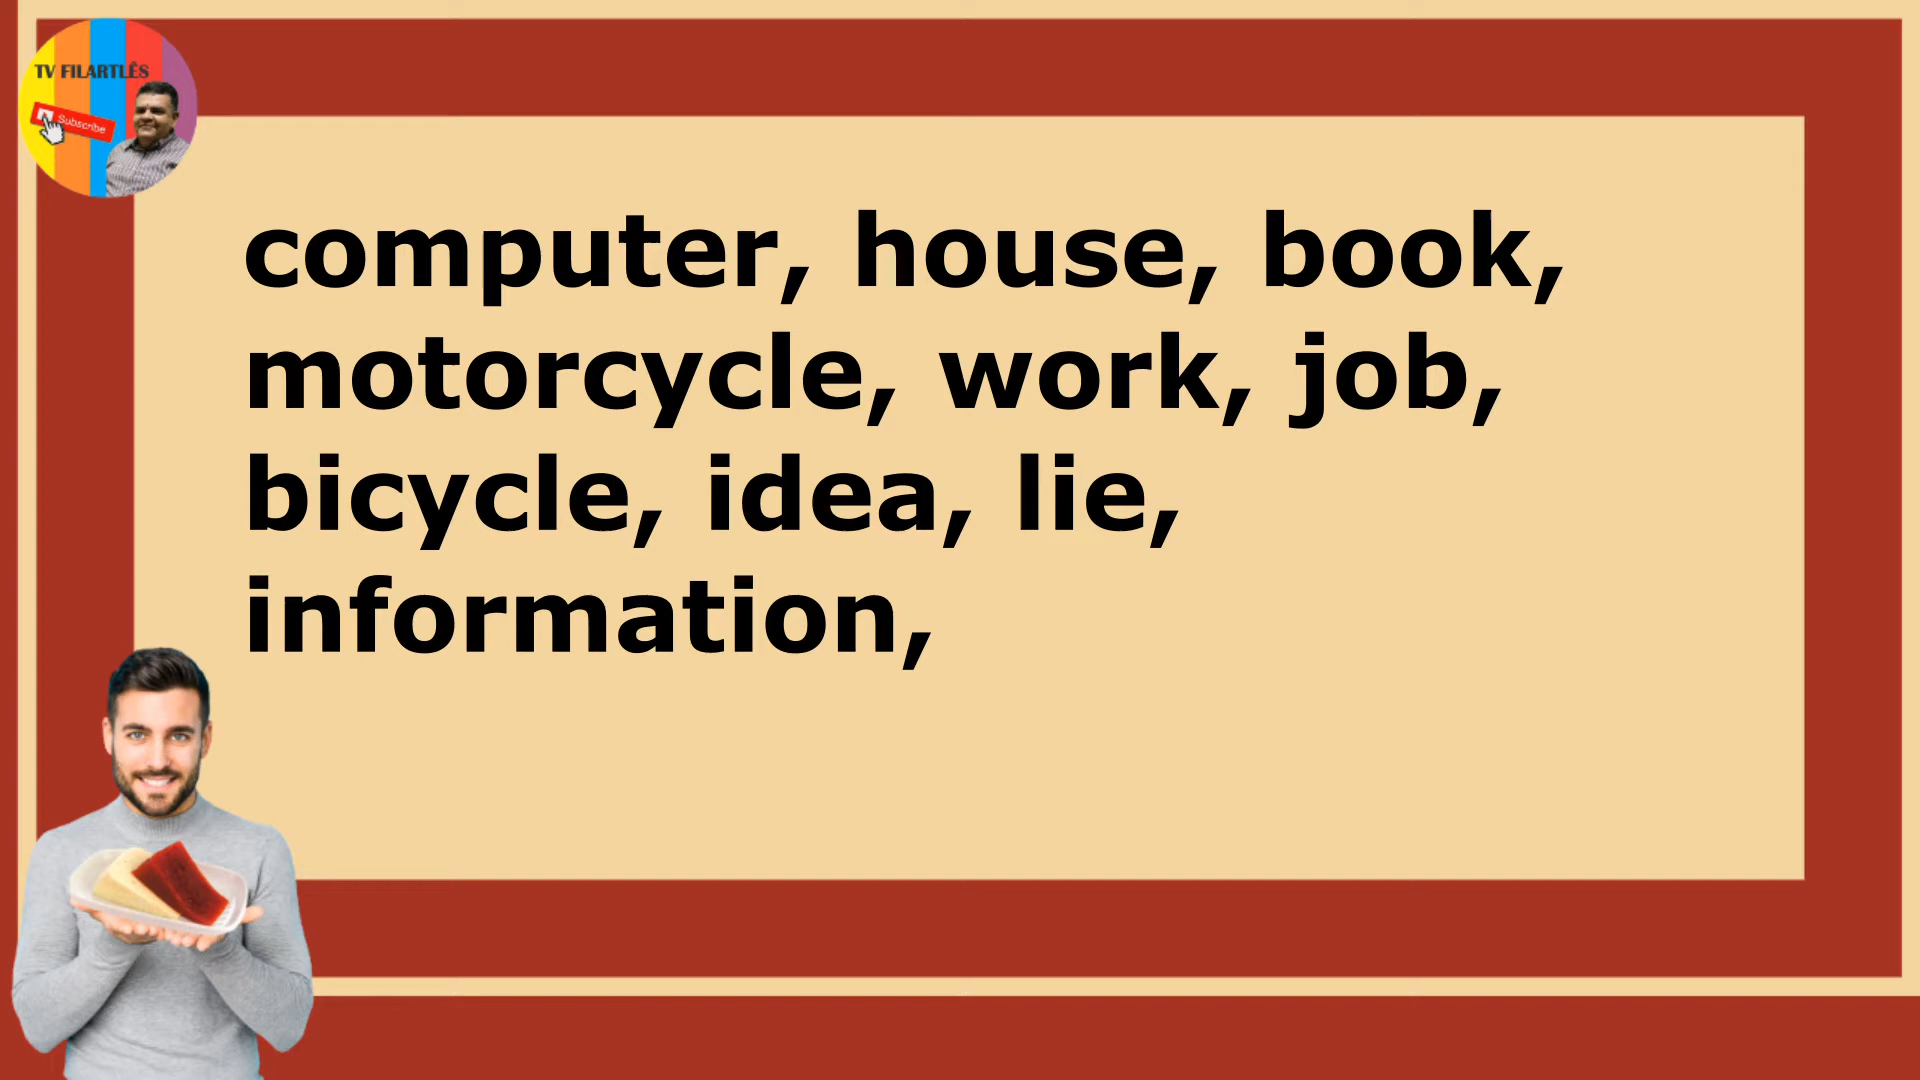 TV FILARTLÊS
Subscribe
computer, house, book,
motorcycle, work, job,
bicycle, idea, lie,
information,